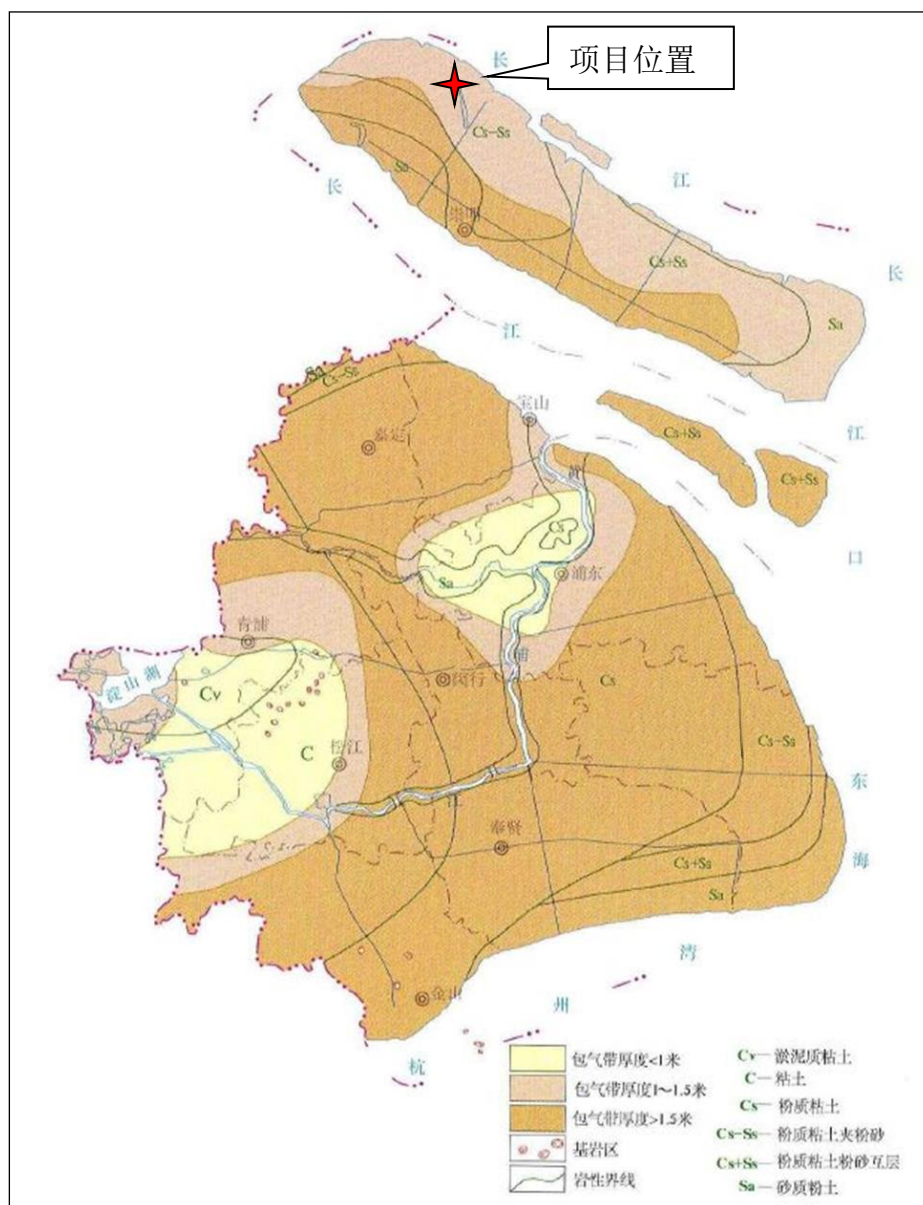 项目位置
长
Cs-Ss
Sa
长
江
崇明
Cs+Ss
长
Sa
江
Cs-Ss
Sa
宝山
嘉定
Cs+Ss
江
黄
Cs+Ss
Cs
口
Sa
浦东
青浦
浦
淀山湖
闵行
Cv
Cs
C
松江
Cs-Ss
东
奉贤
海
Cs+Ss
Sa
湾
金山
州
杭
包气带厚度<1米
包气带厚度1~1.5米
包气带厚度>1.5米
基岩区
岩性界线
Cv— 淤泥质粘土
C— 粘土
Cs— 粉质粘土
Cs-Ss— 粉质粘土夹粉砂
Cs+Ss— 粉质粘土粉砂互层
Sa— 砂质粉土